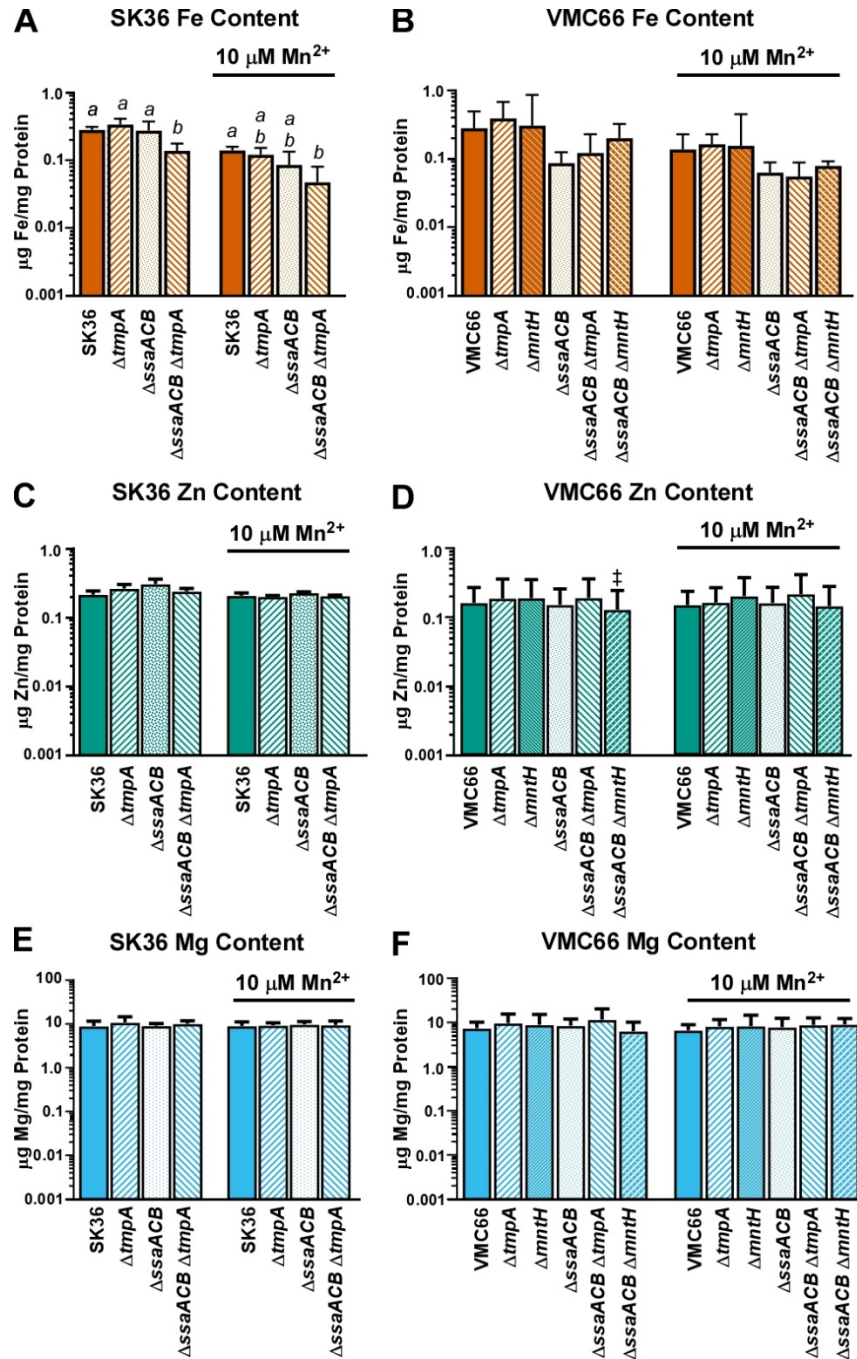 A
SK36 Fe Content
10 μM Mn²⁺
μg Fe/mg Protein
1.0
0.1
0.01
0.001
a
a
a
b
a
a
b
a
b
b
SK36
ΔtmpA
ΔssaACB
ΔssaACB ΔtmpA
SK36
ΔtmpA
ΔssaACB
ΔssaACB ΔtmpA
B
VMC66 Fe Content
10 μM Mn²⁺
μg Fe/mg Protein
1.0
0.1
0.01
0.001
VMC66
ΔtmpA
ΔmntH
ΔssaACB
ΔssaACB ΔtmpA
ΔssaACB ΔmntH
VMC66
ΔtmpA
ΔmntH
ΔssaACB
ΔssaACB ΔtmpA
ΔssaACB ΔmntH
C
SK36 Zn Content
10 μM Mn²⁺
μg Zn/mg Protein
1.0
0.1
0.01
0.001
SK36
ΔtmpA
ΔssaACB
ΔssaACB ΔtmpA
SK36
ΔtmpA
ΔssaACB
ΔssaACB ΔtmpA
D
VMC66 Zn Content
10 μM Mn²⁺
μg Zn/mg Protein
1.0
0.1
0.01
0.001
‡
VMC66
ΔtmpA
ΔmntH
ΔssaACB
ΔssaACB ΔtmpA
ΔssaACB ΔmntH
VMC66
ΔtmpA
ΔmntH
ΔssaACB
ΔssaACB ΔtmpA
ΔssaACB ΔmntH
E
SK36 Mg Content
10 μM Mn²⁺
μg Mg/mg Protein
100
10
1.0
0.1
0.01
0.001
SK36
ΔtmpA
ΔssaACB
ΔssaACB ΔtmpA
SK36
ΔtmpA
ΔssaACB
ΔssaACB ΔtmpA
F
VMC66 Mg Content
10 μM Mn²⁺
μg Mg/mg Protein
100
10
1.0
0.1
0.01
0.001
VMC66
ΔtmpA
ΔmntH
ΔssaACB
ΔssaACB ΔtmpA
ΔssaACB ΔmntH
VMC66
ΔtmpA
ΔmntH
ΔssaACB
ΔssaACB ΔtmpA
ΔssaACB ΔmntH